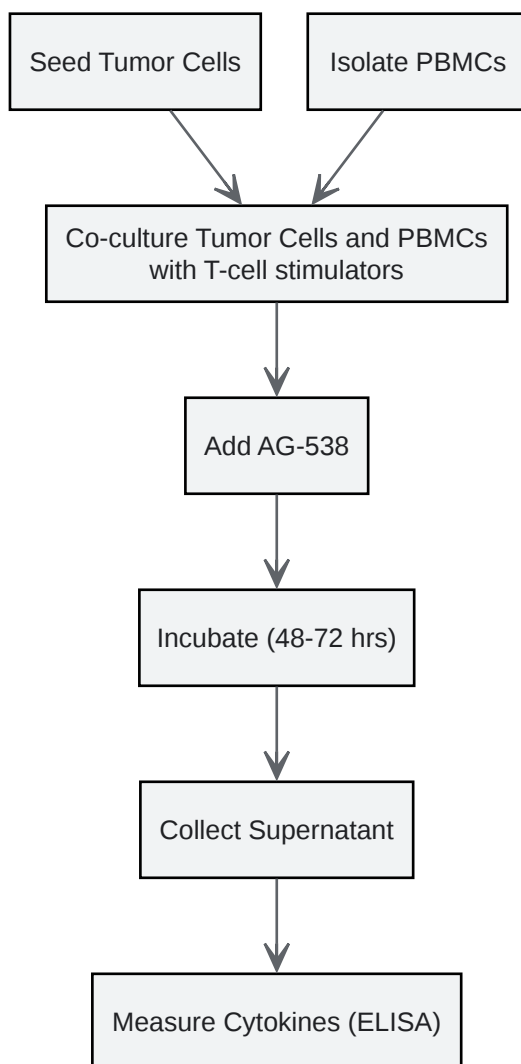 Seed Tumor Cells
Isolate PBMCs
Co-culture Tumor Cells and PBMCs
with T-cell stimulators
Add AG-538
Incubate (48-72 hrs)
Collect Supernatant
Measure Cytokines (ELISA)